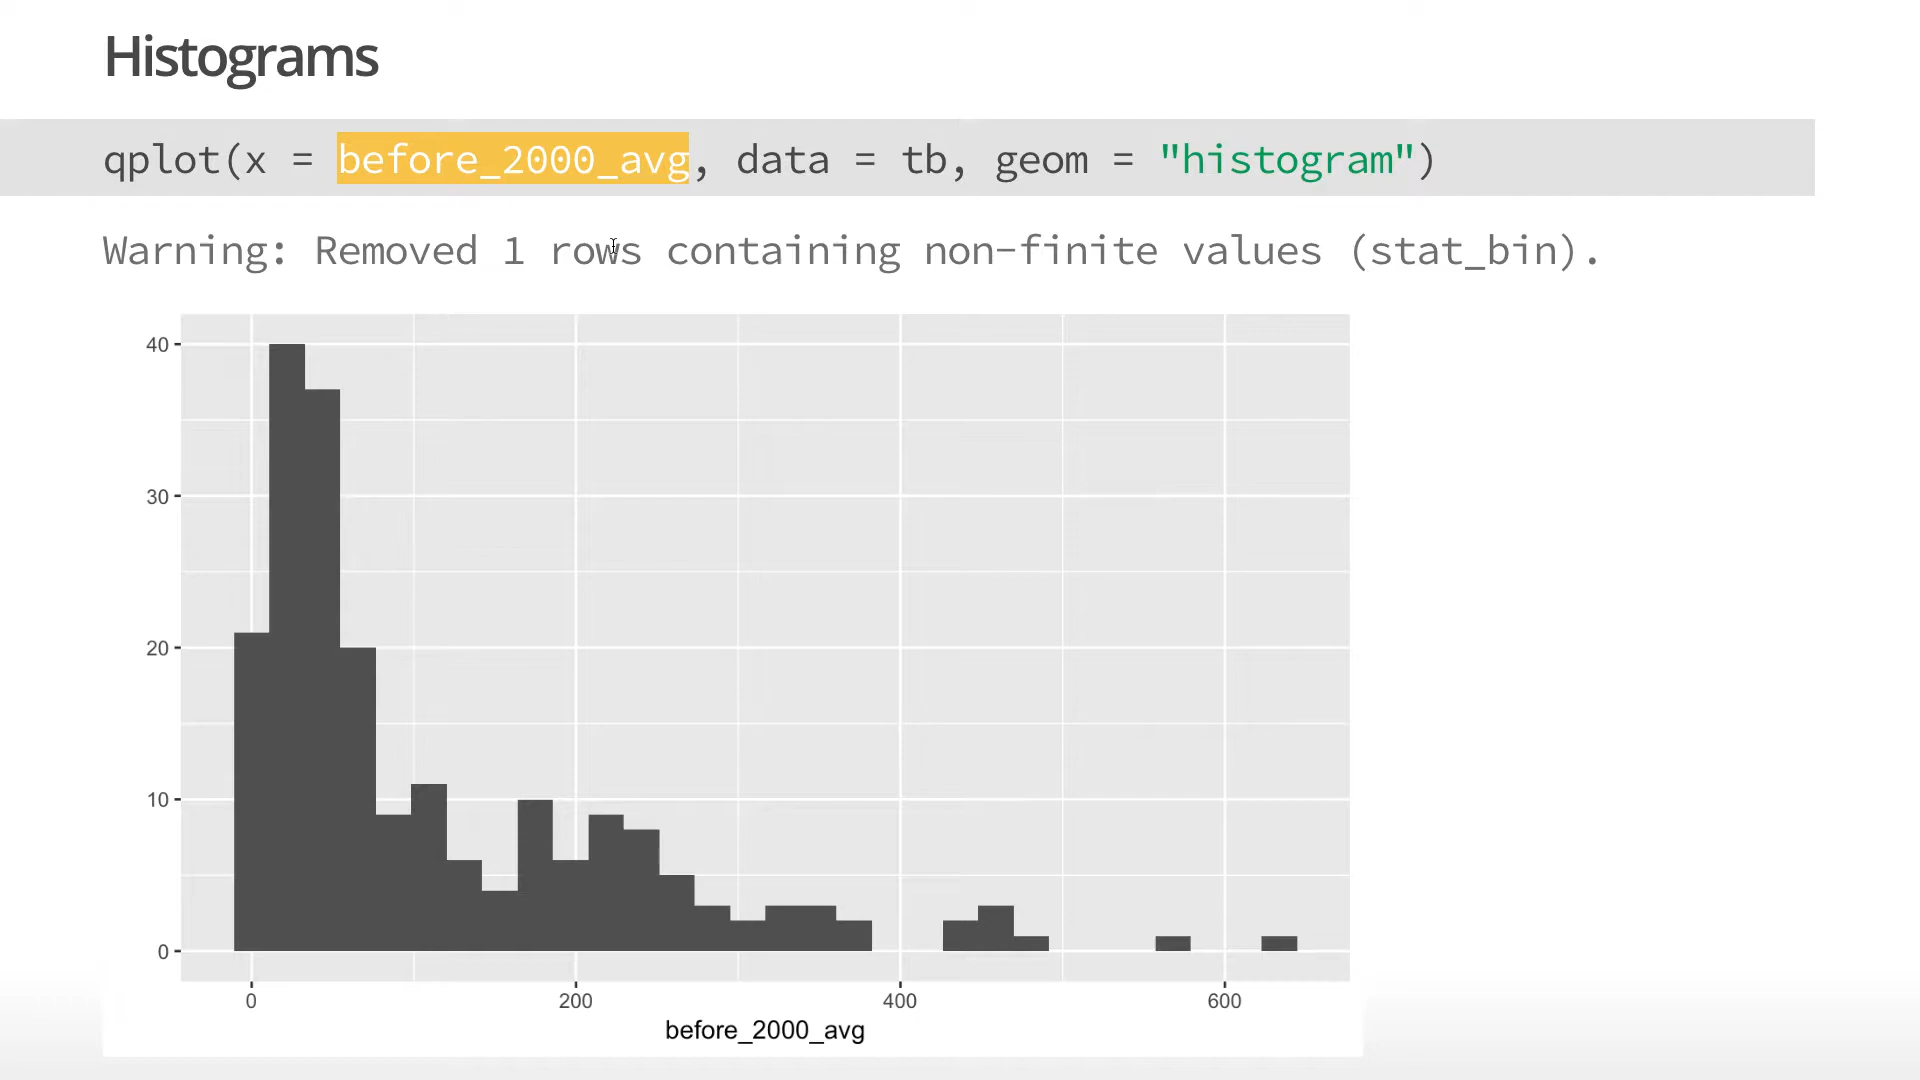 Histograms
qplot(x = before_2000_avg, data = tb, geom = "histogram")
Warning: Removed 1 rows containing non-finite values (stat_bin).
40
30
20
10
0
0 200 400 600
before_2000_avg